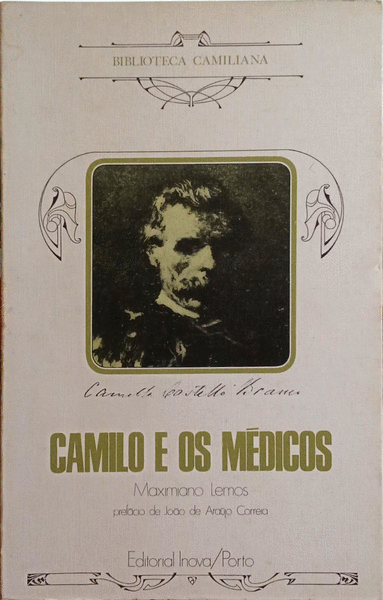 BIBLIOTECA CAMILIANA
Camillo Castello Branco
CAMILO E OS MÉDICOS
Maximiano Lemos
prefácio de João de Araújo Correia
Editorial Inova/Porto